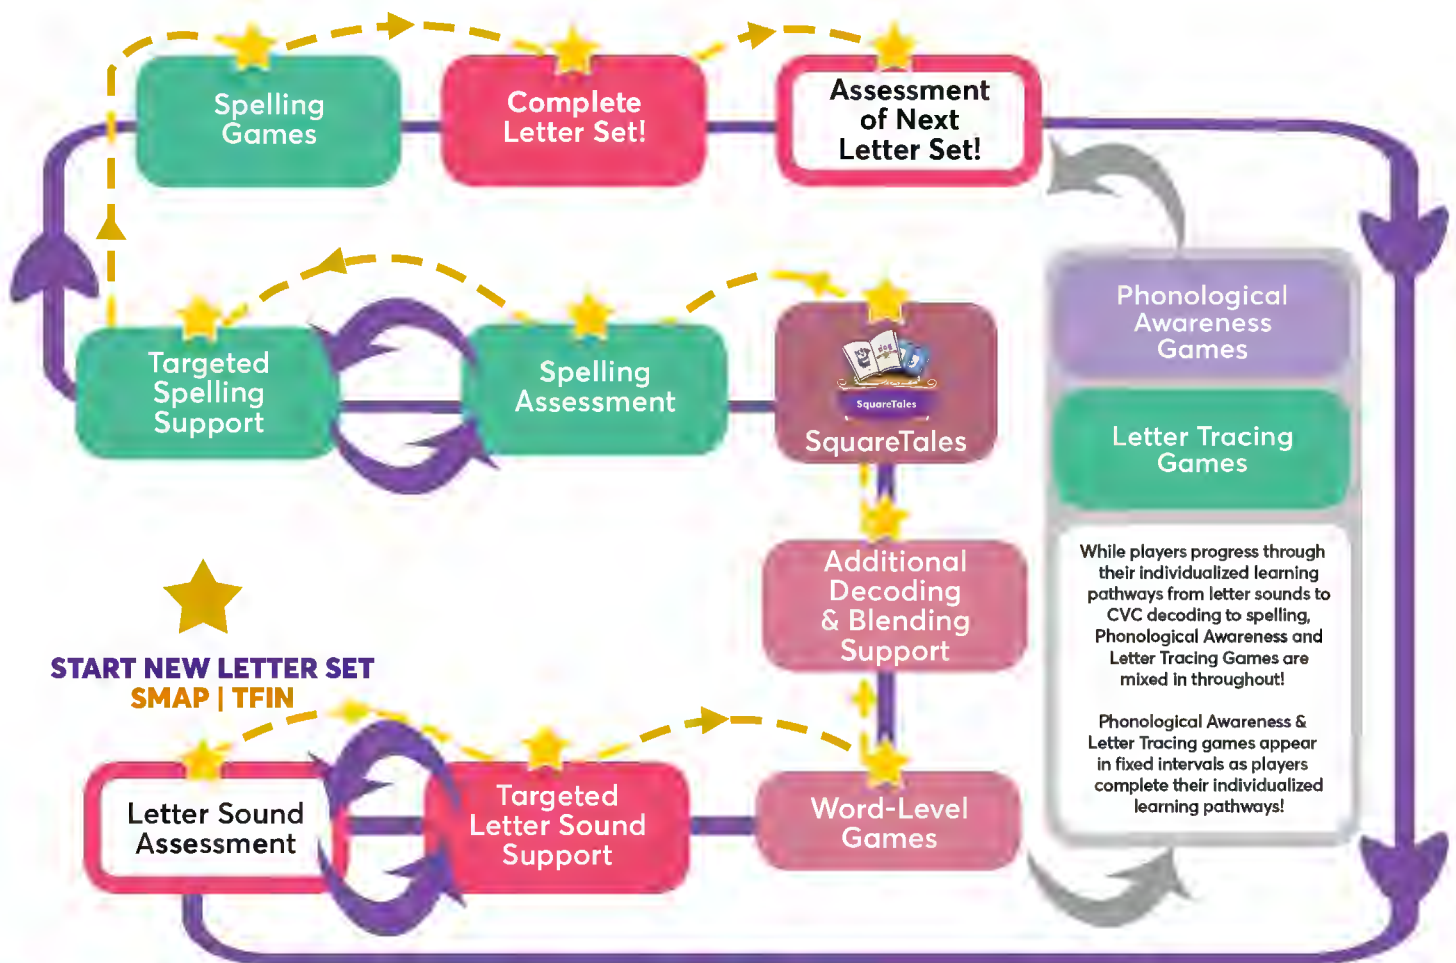 Spelling
Games
Complete
Letter Set!
Assessment
of Next
Letter Set!
Targeted
Spelling
Support
Spelling
Assessment
SquareTales
SquareTales
Phonological
Awareness
Games
Letter Tracing
Games
While players progress through
their individualized learning
pathways from letter sounds to
CVC decoding to spelling,
Phonological Awareness and
Letter Tracing Games are
mixed in throughout!
Phonological Awareness &
Letter Tracing games appear
in fixed intervals as players
complete their individualized
learning pathways!
Additional
Decoding
& Blending
Support
START NEW LETTER SET
SMAP | TFIN
Letter Sound
Assessment
Targeted
Letter Sound
Support
Word-Level
Games